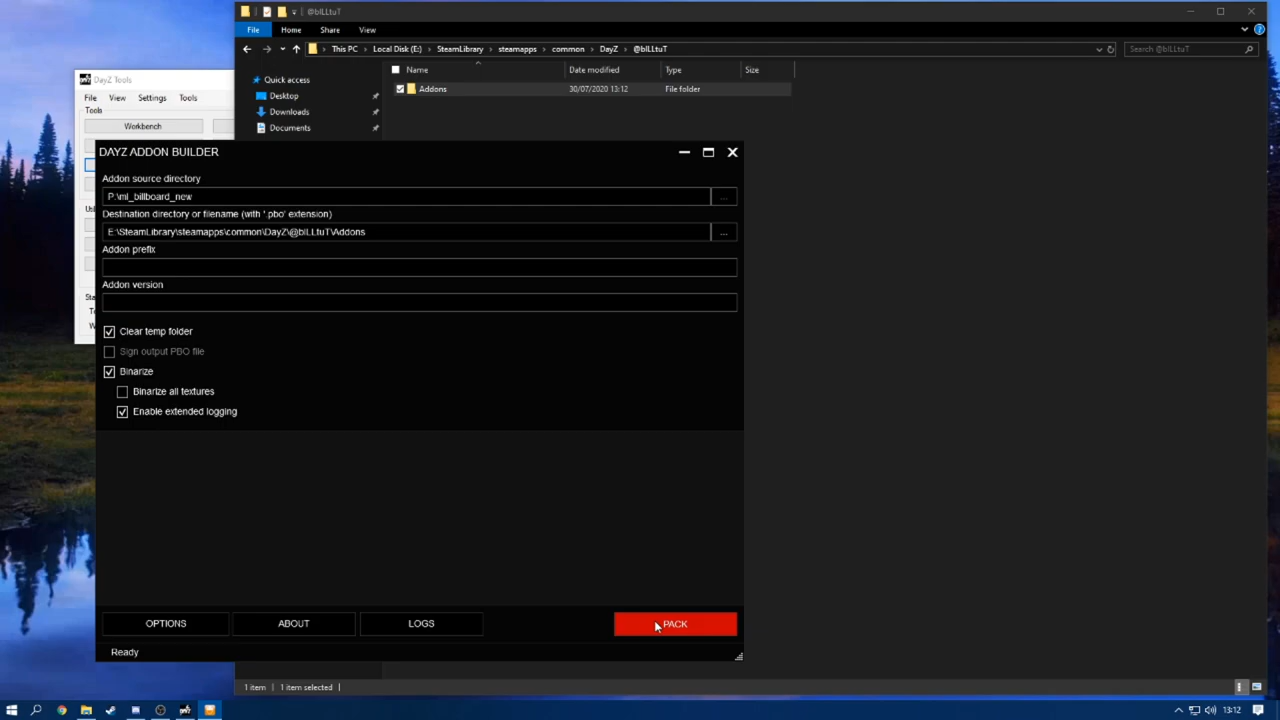 @blLLtuT
File
Home
Share
View
This PC > Local Disk (E:) > SteamLibrary > steamapps > common > DayZ > @blLLtuT
Search @blLLtuT
Name
Date modified
Type
Size
Quick access
Desktop
Downloads
Documents
Addons
30/07/2020 13:12
File folder
DayZ Tools
File
View
Settings
Tools
Tools
Workbench
DAYZ ADDON BUILDER
Addon source directory
P:\ml_billboard_new
...
Destination directory or filename (with '.pbo' extension)
E:\SteamLibrary\steamapps\common\DayZ\@blLLtuT\Addons
...
Addon prefix
Addon version
Clear temp folder
Sign output PBO file
Binarize
Binarize all textures
Enable extended logging
OPTIONS
ABOUT
LOGS
PACK
Ready
1 item
1 item selected
13:12